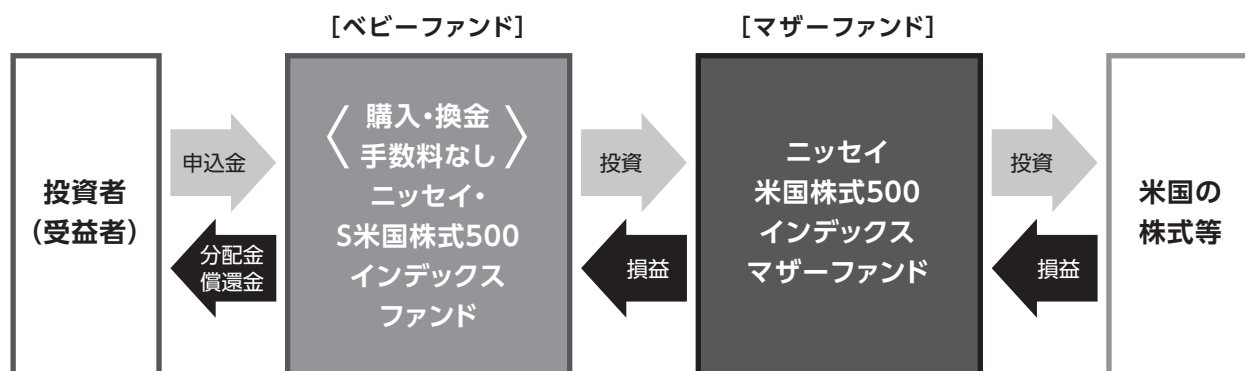 [ベビーファンド]
[マザーファンド]
投資者
（受益者）
申込金
分配金
償還金
〈購入・換金
手数料なし〉
ニッセイ・
S米国株式500
インデックス
ファンド
投資
損益
ニッセイ
米国株式500
インデックス
マザーファンド
投資
損益
米国の
株式等